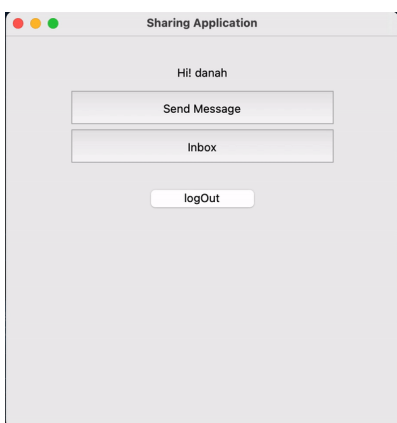 Sharing Application
Hi! danah
Send Message
Inbox
logOut